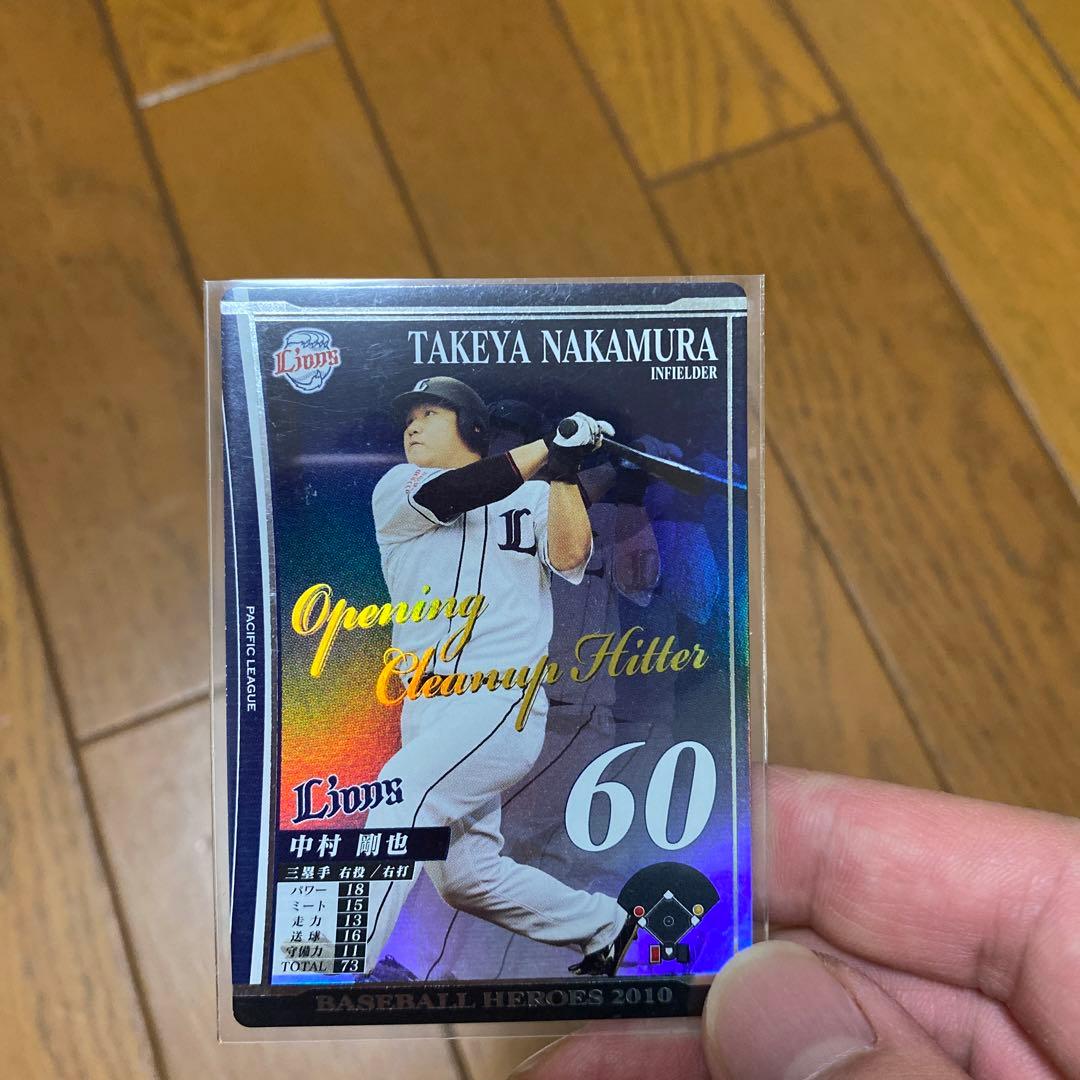 Lions
TAKEYA NAKAMURA
INFIELDER
L
PACIFIC LEAGUE
Opening
Cleanup Hitter
60
Lions
中村 剛也
三塁手 右投/右打
パワー 18
ミート 15
走力 13
送球 16
守備力 11
TOTAL 73
BASEBALL HEROES 2010